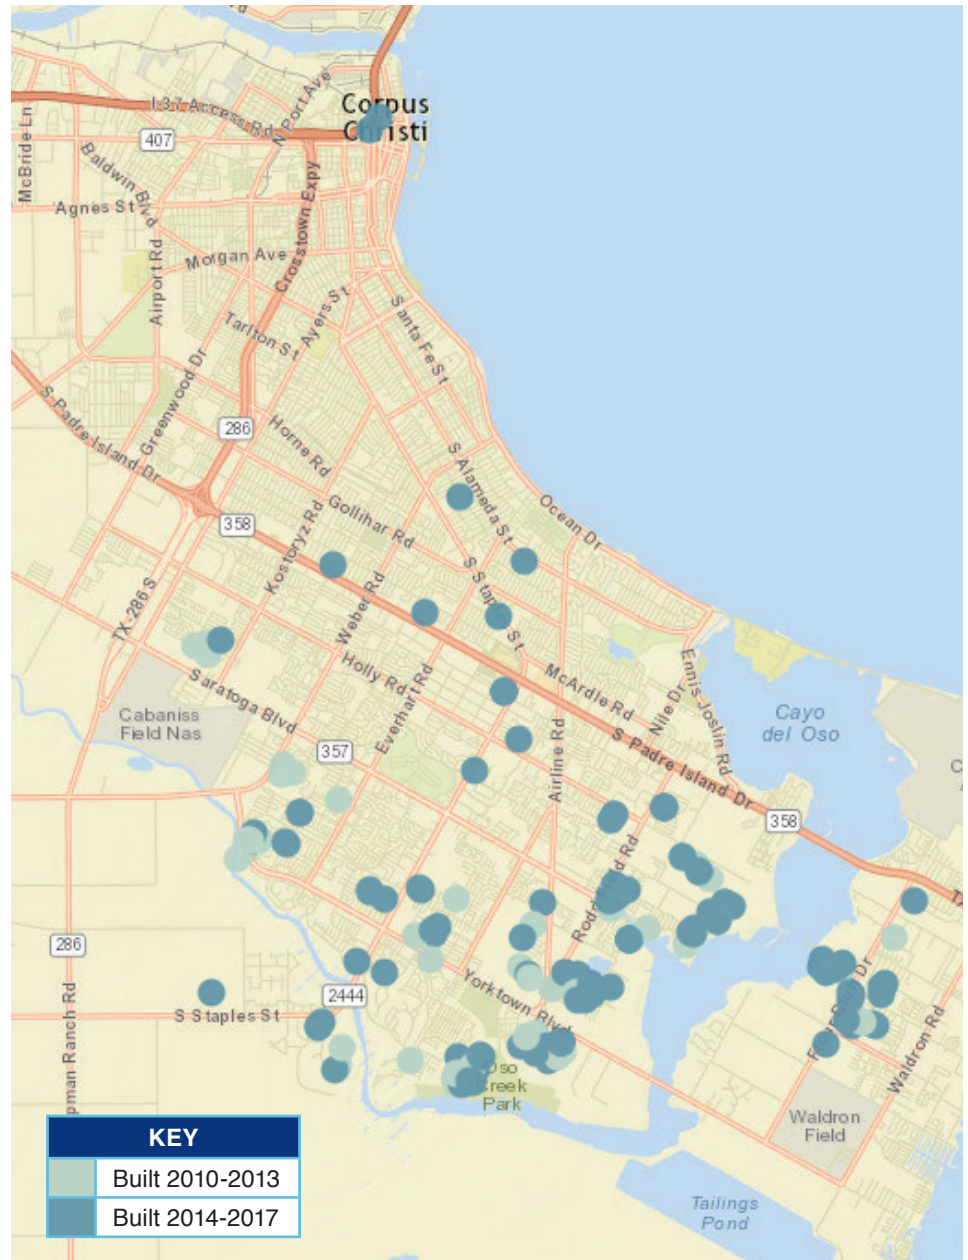 Corpus
Christi
I 37 Access Rd
N Port Ave
407
McBride Ln
Baldwin Blvd
Agnes St
Crosstown Expy
Morgan Ave
Airport Rd
Ayers St
Tarlton St
Santa Fe St
Greenwood Dr
S Padre Island Dr
286
Horne Rd
S Alameda St
Gollihar Rd
Ocean Dr
358
Kostoryz Rd
S Staples St
TX-286 S
Weber Rd
Holly Rd
McArdle Rd
Ennis Joslin Rd
Nile Dr
Saratoga Blvd
Everhart Rd
Cabaniss
Field Nas
Cayo
del Oso
357
Airline Rd
S Padre Island Dr
358
Rodd Field Rd
286
Yorktown Blvd
2444
S Staples St
Waldron Rd
pman Ranch Rd
Oso
Creek
Park
Waldron
Field
KEY
Built 2010-2013
Built 2014-2017
Tailings
Pond